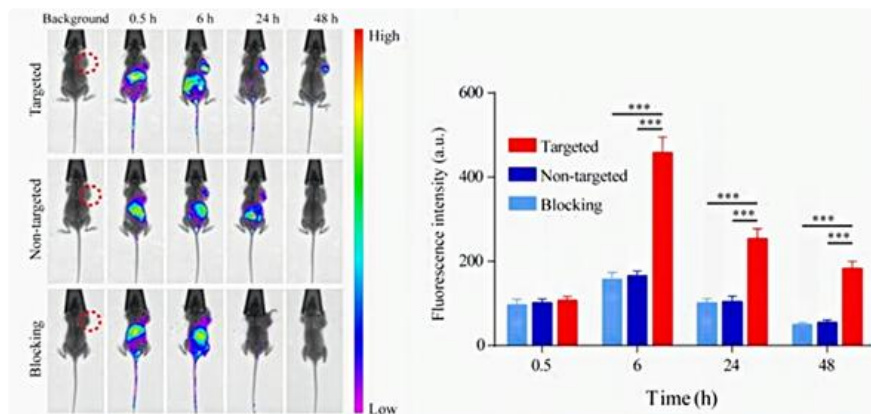 Background 0.5 h 6 h 24 h 48 h
Targeted
Non-targeted
Blocking
High
Low
Fluorescence intensity (a.u.)
600
400
200
0
***
***
***
***
***
***
Targeted
Non-targeted
Blocking
0.5 6 24 48
Time (h)